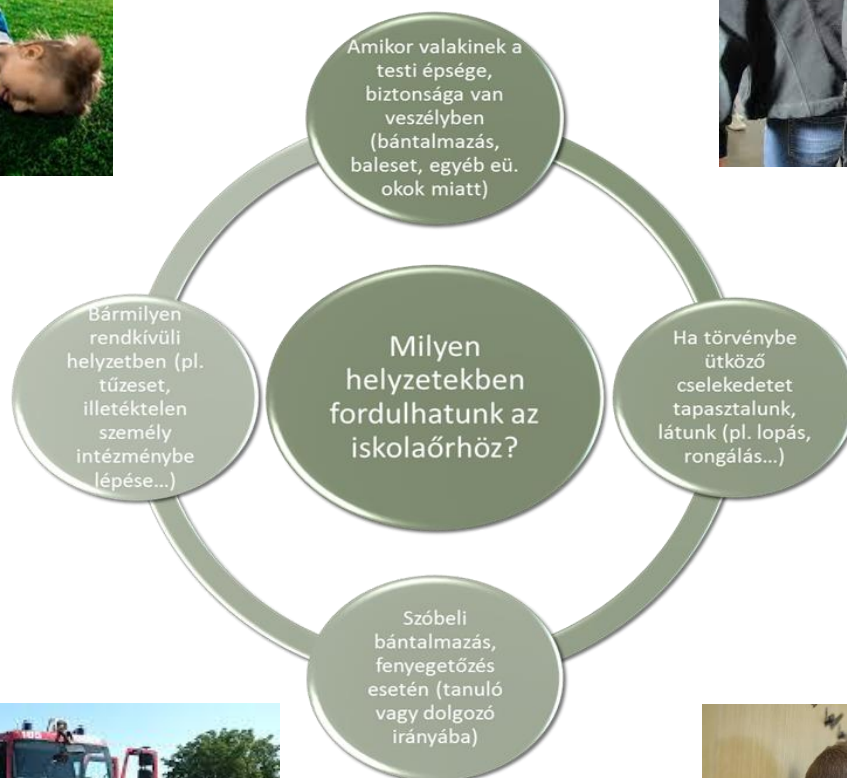 Amikor valakinek a
testi épsége,
biztonsága van
veszélyben
(bántalmazás,
baleset, egyéb eü.
okok miatt)
Bármilyen
rendkívüli
helyzetben (pl.
tűzeset,
illetéktelen
személy
intézménybe
lépése...)
Milyen
helyzetekben
fordulhatunk az
iskolaőrhöz?
Ha törvénybe
ütköző
cselekedetet
tapasztalunk,
látunk (pl. lopás,
rongálás...)
Szóbeli
bántalmazás,
fenyegetőzés
esetén (tanuló
vagy dolgozó
irányába)
105